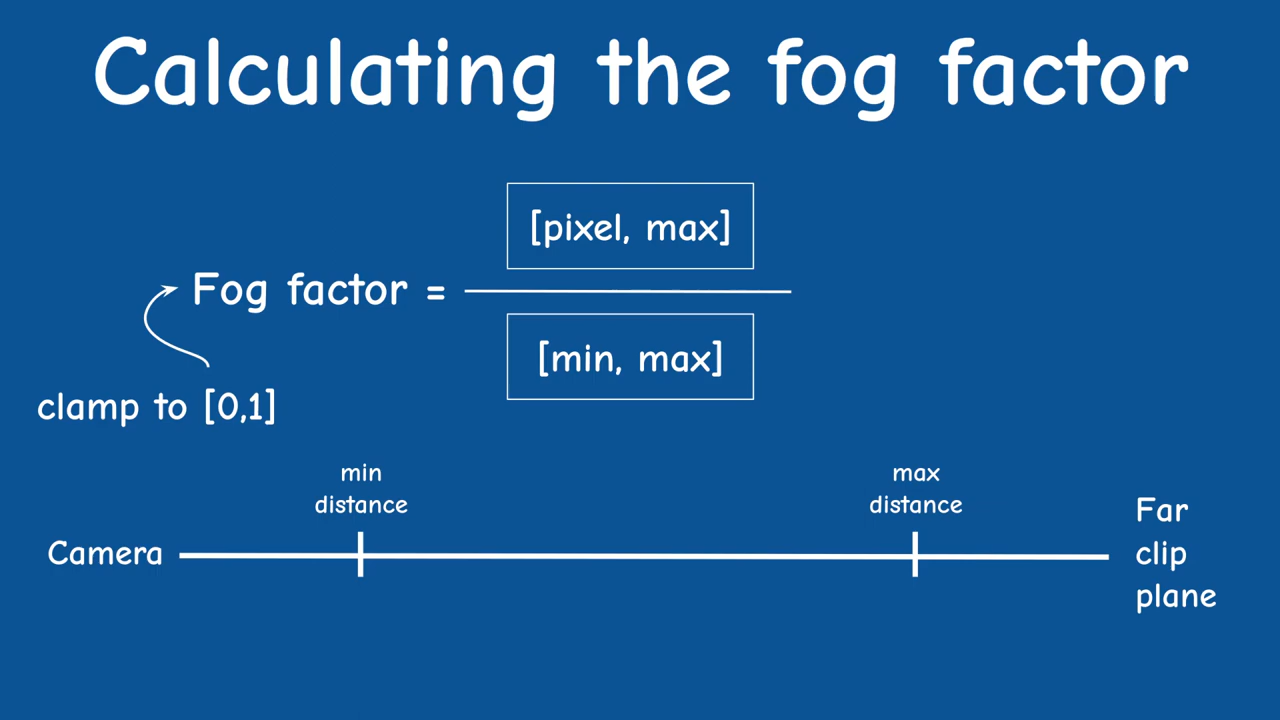 Calculating the fog factor
[pixel, max]
Fog factor =
[min, max]
clamp to [0,1]
min
distance
max
distance
Camera
Far
clip
plane